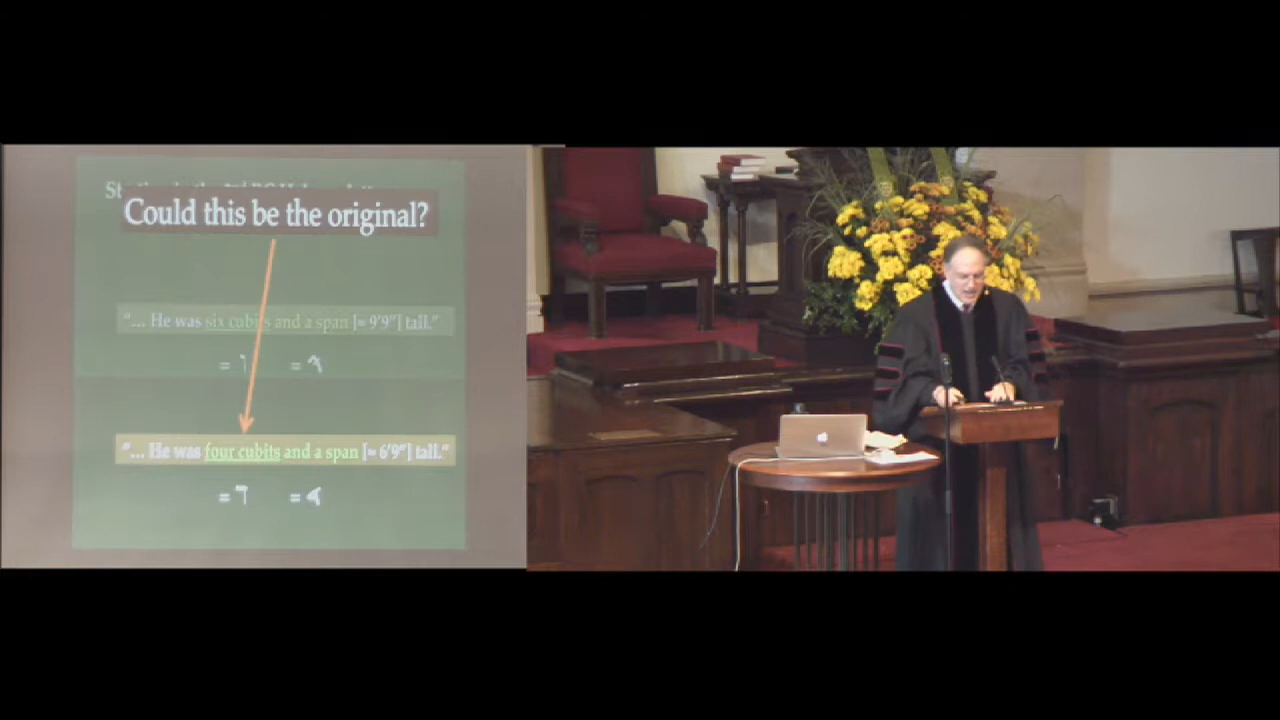 Could this be the original?
"... He was six cubits and a span [≈ 9'9"] tall."
= ו =
"... He was four cubits and a span [≈ 6'9"] tall."
= ד =